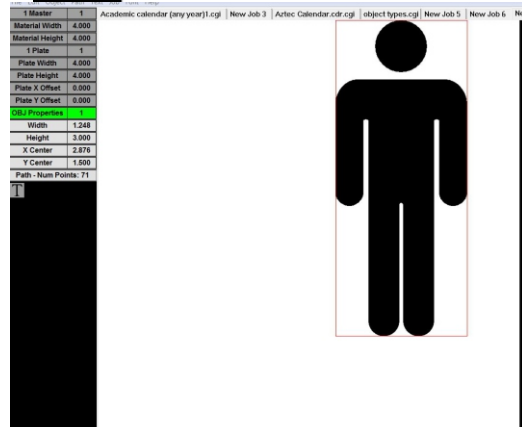 Academic calendar (any year)1.cgi New Job 3 Aztec Calendar.cdr.cgi object types.cgi New Job 5 New Job 6
1 Master 1
Material Width 4.000
Material Height 4.000
1 Plate 1
Plate Width 4.000
Plate Height 4.000
Plate X Offset 0.000
Plate Y Offset 0.000
OBJ Properties 1
Width 1.248
Height 3.000
X Center 2.876
Y Center 1.500
Path - Num Points: 71
T